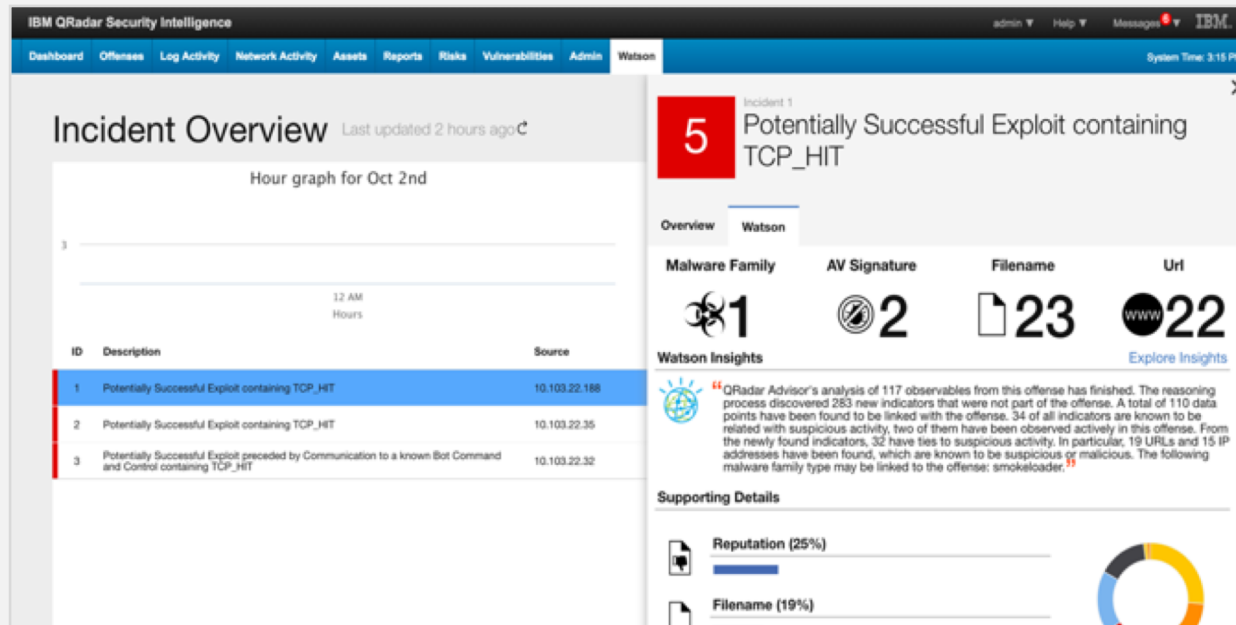 IBM QRadar Security Intelligence
admin Help Messages 6 IBM.
Dashboard Offenses Log Activity Network Activity Assets Reports Risks Vulnerabilities Admin Watson
System Time: 3:15 P
Incident Overview Last updated 2 hours ago
Hour graph for Oct 2nd
3
12 AM
Hours
ID Description Source
1 Potentially Successful Exploit containing TCP_HIT 10.103.22.188
2 Potentially Successful Exploit containing TCP_HIT 10.103.22.35
3 Potentially Successful Exploit preceded by Communication to a known Bot Command
and Control containing TCP_HIT 10.103.22.32
5
Incident 1
Potentially Successful Exploit containing
TCP_HIT
Overview Watson
Malware Family AV Signature Filename Url
1 2 23 www 22
Watson Insights Explore Insights
“QRadar Advisor's analysis of 117 observables from this offense has finished. The reasoning
process discovered 283 new indicators that were not part of the offense. A total of 110 data
points have been found to be linked with the offense. 34 of all indicators are known to be
related with suspicious activity, two of them have been observed actively in this offense. From
the newly found indicators, 32 have ties to suspicious activity. In particular, 19 URLs and 15 IP
addresses have been found, which are known to be suspicious or malicious. The following
malware family type may be linked to the offense: smokeloader.”
Supporting Details
Reputation (25%)
Filename (19%)